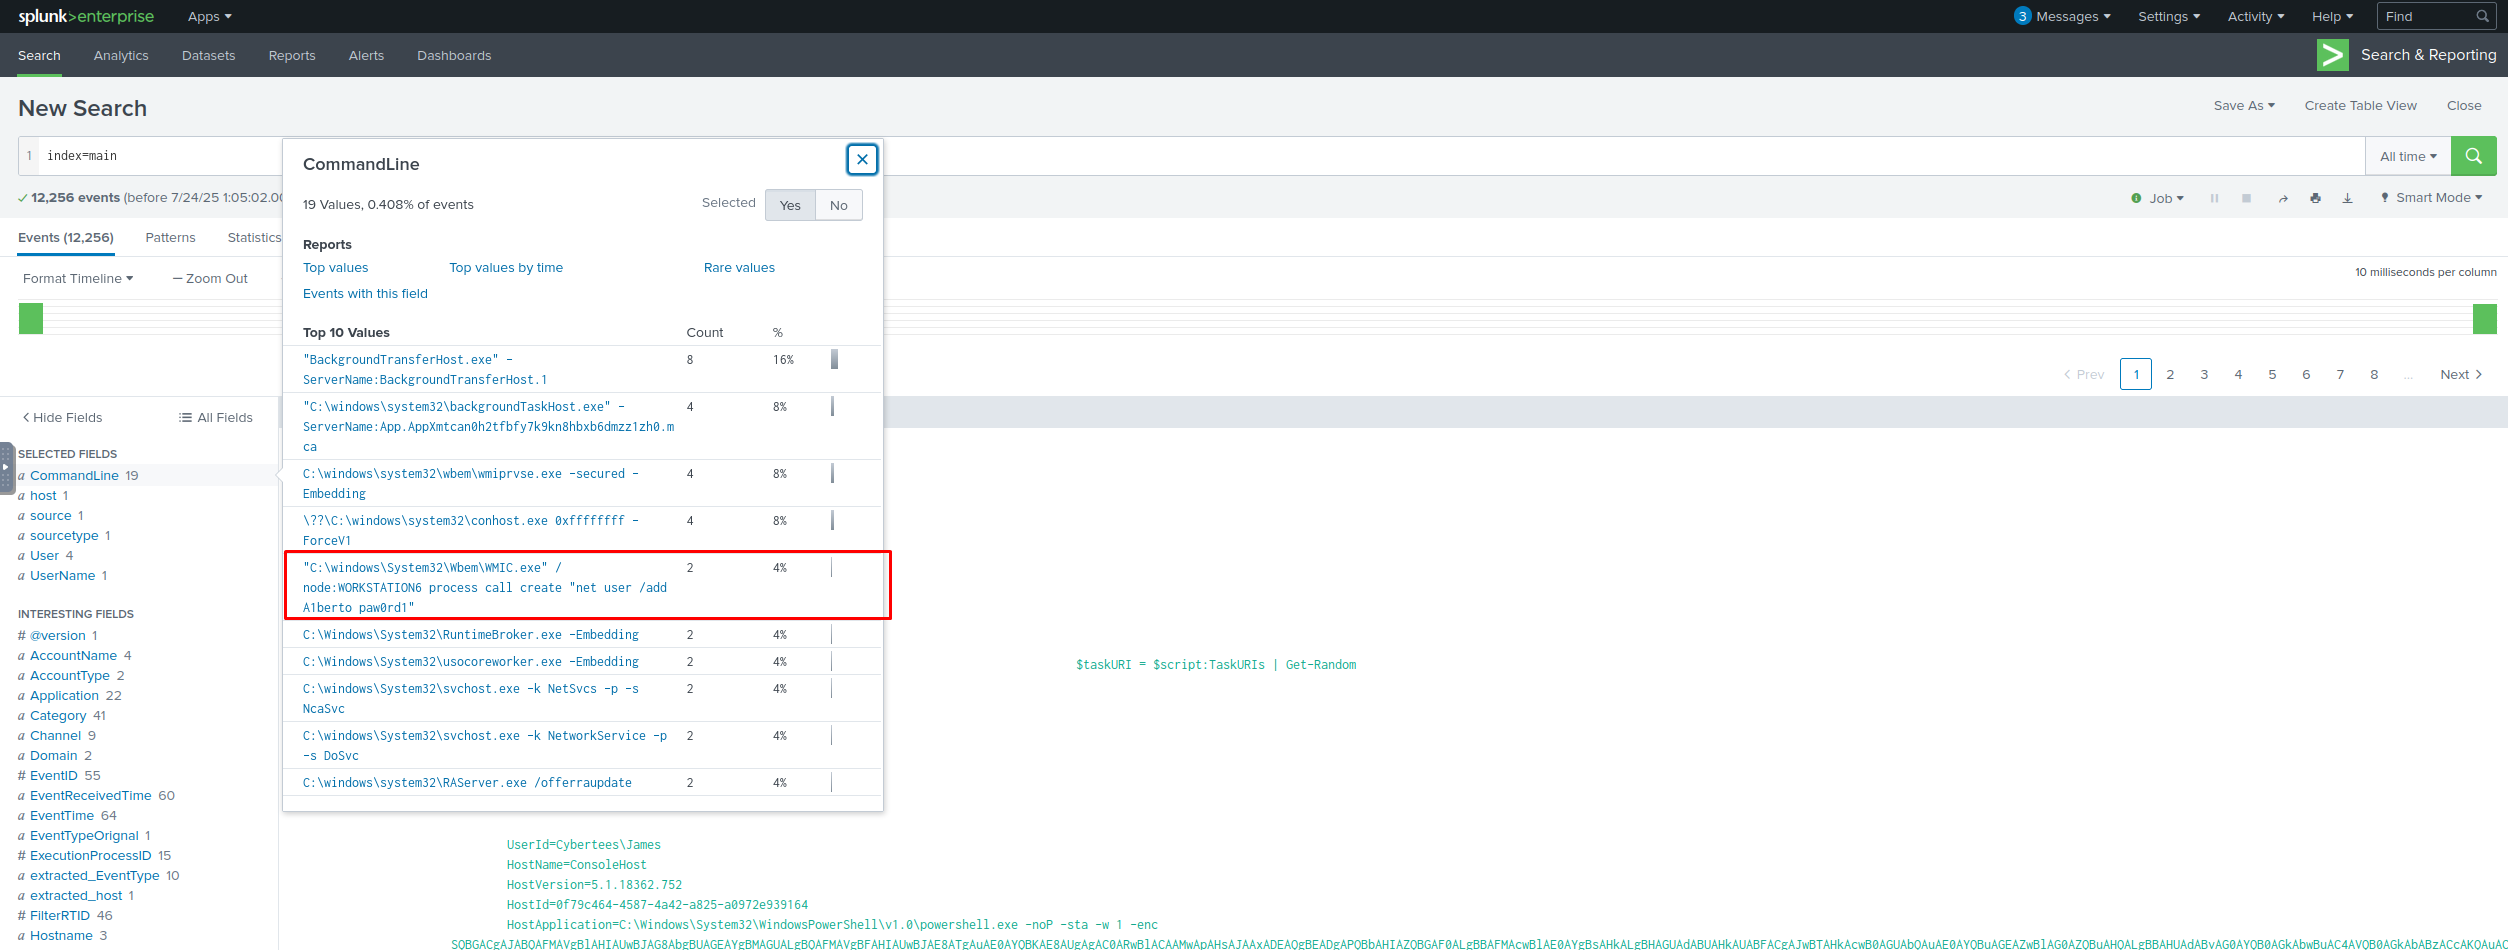 splunk>enterprise Apps
3 Messages Settings Activity Help Find
Search Analytics Datasets Reports Alerts Dashboards
Search & Reporting
New Search
Save As Create Table View Close
1 index=main
All time
12,256 events (before 7/24/25 1:05:02.00
Job Smart Mode
Events (12,256) Patterns Statistics
Format Timeline Zoom Out
10 milliseconds per column
Prev 1 2 3 4 5 6 7 8 ... Next
Hide Fields All Fields
SELECTED FIELDS
a CommandLine 19
a host 1
a source 1
a sourcetype 1
a User 4
a UserName 1
INTERESTING FIELDS
# @version 1
a AccountName 4
a AccountType 2
a Application 22
a Category 41
a Channel 9
a Domain 2
# EventID 55
a EventReceivedTime 60
a EventTime 64
a EventTypeOrignal 1
# ExecutionProcessID 15
a extracted_EventType 10
a extracted_host 1
# FilterRTID 46
a Hostname 3
CommandLine
19 Values, 0.408% of events
Selected Yes No
Reports
Top values Top values by time Rare values
Events with this field
Top 10 Values Count %
"BackgroundTransferHost.exe" - 8 16%
ServerName:BackgroundTransferHost.1
"C:\windows\system32\backgroundTaskHost.exe" - 4 8%
ServerName:App.AppXmtcan0h2tfbfy7k9kn8hbxb6dmzz1zh0.m
ca
C:\windows\system32\wbem\wmiprvse.exe -secured - 4 8%
Embedding
\??\C:\windows\system32\conhost.exe 0xffffffff - 4 8%
ForceV1
"C:\windows\System32\Wbem\WMIC.exe" / 2 4%
node:WORKSTATION6 process call create "net user /add
A1berto paw0rd1"
C:\Windows\System32\RuntimeBroker.exe -Embedding 2 4%
C:\Windows\System32\usocoreworker.exe -Embedding 2 4%
C:\windows\System32\svchost.exe -k NetSvcs -p -s 2 4%
NcaSvc
C:\windows\System32\svchost.exe -k NetworkService -p 2 4%
-s DoSvc
C:\windows\system32\RAServer.exe /offerraupdate 2 4%
$taskURI = $script:TaskURIs | Get-Random
UserId=Cybertees\James
HostName=ConsoleHost
HostVersion=5.1.18362.752
HostId=0f79c464-4587-4a42-a825-a0972e939164
HostApplication=C:\Windows\System32\WindowsPowerShell\v1.0\powershell.exe -noP -sta -w 1 -enc